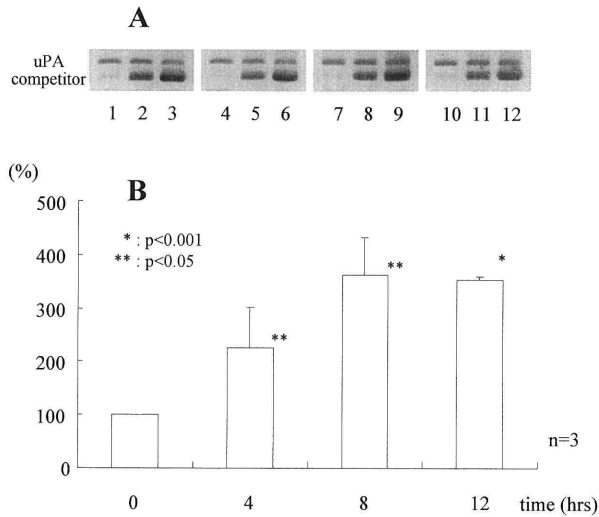 A
uPA
competitor
1 2 3 4 5 6 7 8 9 10 11 12
(%)
B
500
* : p<0.001
** : p<0.05
400
300
200
100
0
**
**
*
n=3
0 4 8 12 time (hrs)